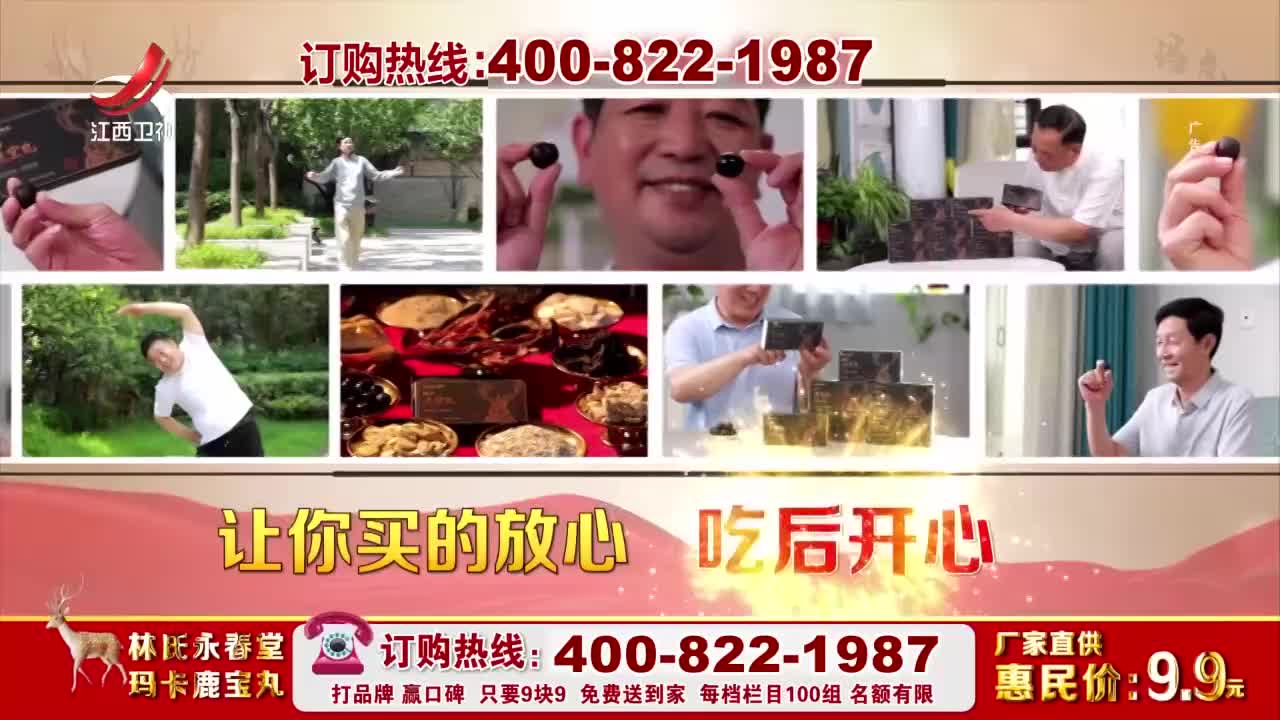 订购热线:400-822-1987
江西卫视
广告
让你买的放心 吃后开心
林氏永春堂
玛卡鹿宝丸
订购热线: 400-822-1987
打品牌 赢口碑 只要9块9 免费送到家 每档栏目100组 名额有限
厂家直供
惠民价:9.9元